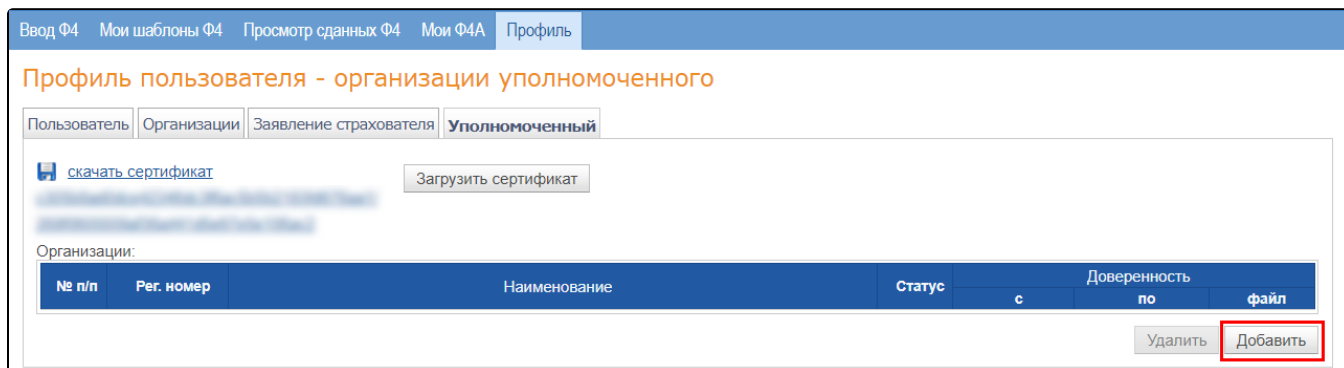 Ввод Ф4 Мои шаблоны Ф4 Просмотр сданных Ф4 Мои Ф4А Профиль
Профиль пользователя - организации уполномоченного
Пользователь Организации Заявление страхователя Уполномоченный
скачать сертификат Загрузить сертификат
Организации:
№ п/п Рег. номер Наименование Статус Доверенность
с по файл
Удалить Добавить